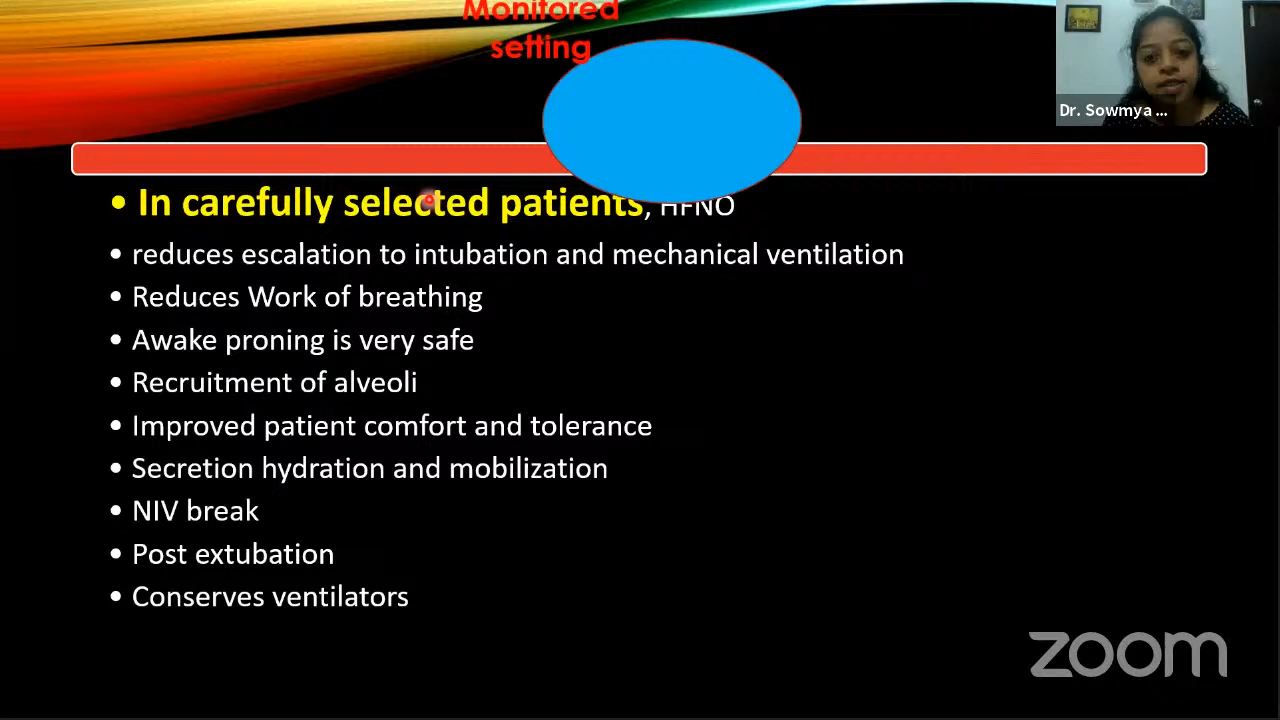 Monitored
setting
Dr. Sowmya ...
• In carefully selected patients, HFNO
• reduces escalation to intubation and mechanical ventilation
• Reduces Work of breathing
• Awake proning is very safe
• Recruitment of alveoli
• Improved patient comfort and tolerance
• Secretion hydration and mobilization
• NIV break
• Post extubation
• Conserves ventilators
zoom